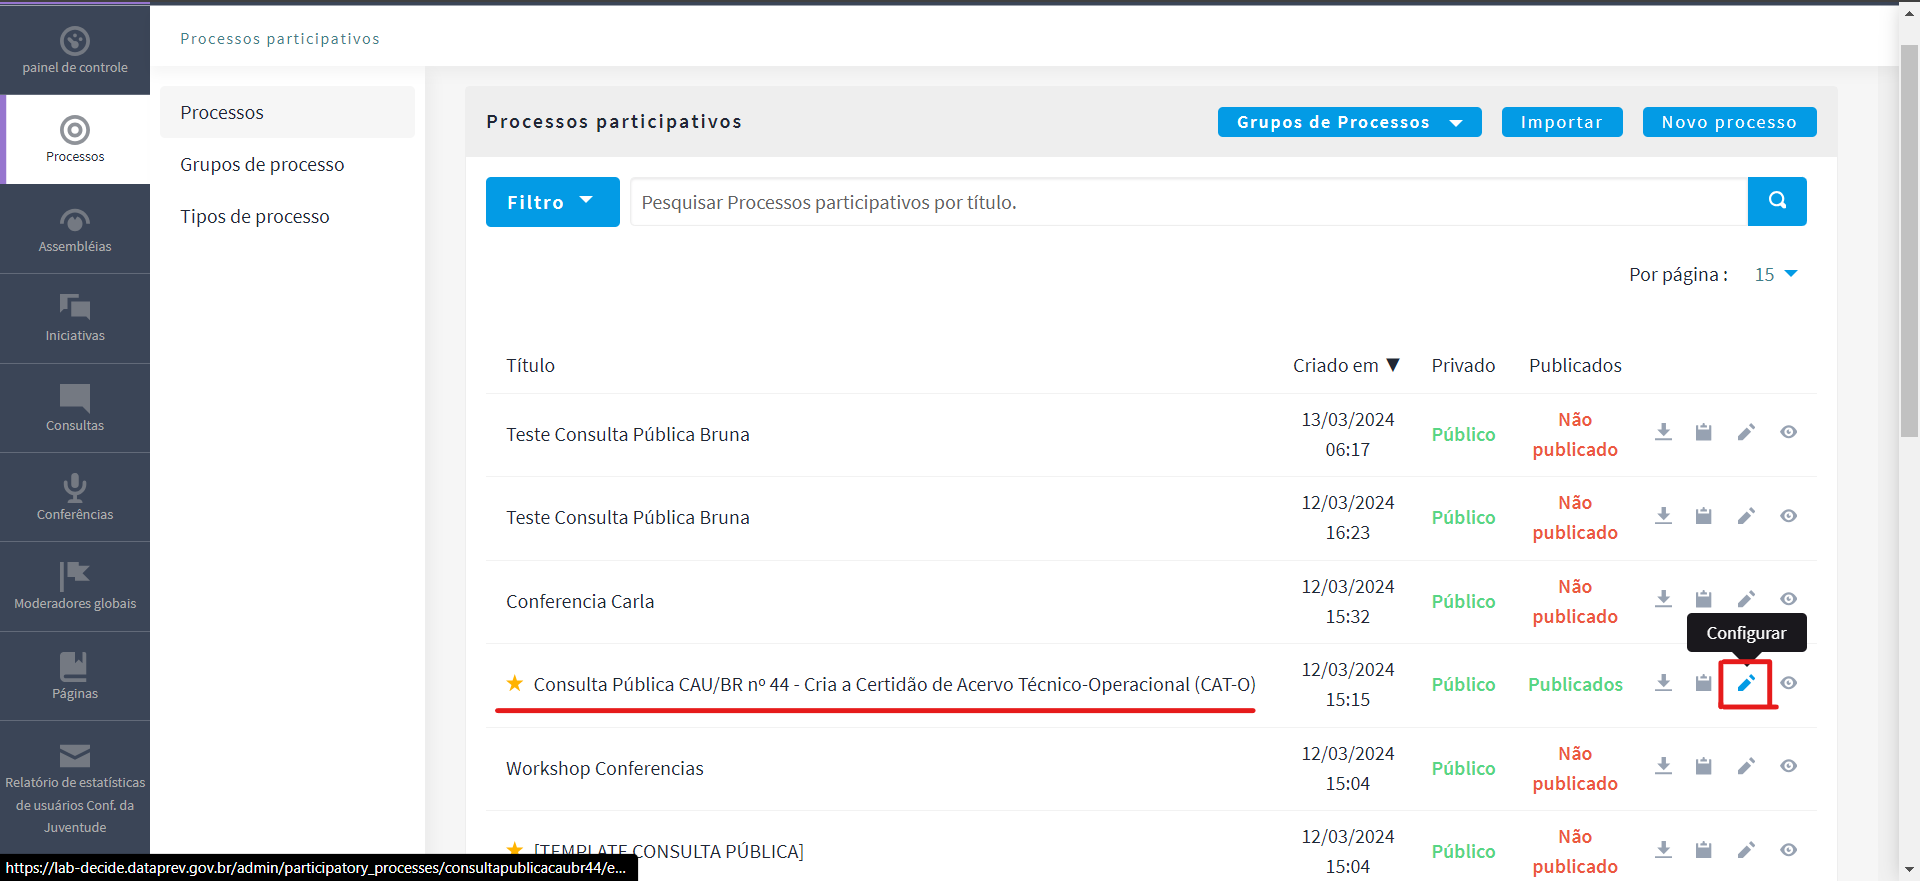 painel de controle
Processos
Assembléias
Iniciativas
Consultas
Conferências
Moderadores globais
Páginas
Relatório de estatísticas
de usuários Conf. da
Juventude
Processos participativos
Processos
Grupos de processo
Tipos de processo
Processos participativos
Grupos de Processos
Importar
Novo processo
Filtro
Pesquisar Processos participativos por título.
Por página : 15
Título Criado em ▼ Privado Publicados
Teste Consulta Pública Bruna 13/03/2024 06:17 Público Não publicado
Teste Consulta Pública Bruna 12/03/2024 16:23 Público Não publicado
Conferencia Carla 12/03/2024 15:32 Público Não publicado
Configurar
Consulta Pública CAU/BR nº 44 - Cria a Certidão de Acervo Técnico-Operacional (CAT-O) 12/03/2024 15:15 Público Publicados
Workshop Conferencias 12/03/2024 15:04 Público Não publicado
[TEMPLATE CONSULTA PÚBLICA] 12/03/2024 15:04 Público Não publicado
https://lab-decide.dataprev.gov.br/admin/participatory_processes/consultapublicacaubr44/e...